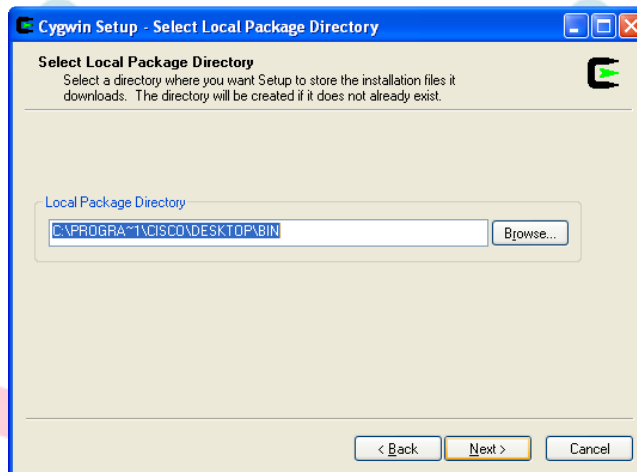 Cygwin Setup - Select Local Package Directory
Select Local Package Directory
Select a directory where you want Setup to store the installation files it
downloads. The directory will be created if it does not already exist.
Local Package Directory
C:\PROGRA~1\CISCO\DESKTOP\BIN
Browse...
< Back
Next >
Cancel